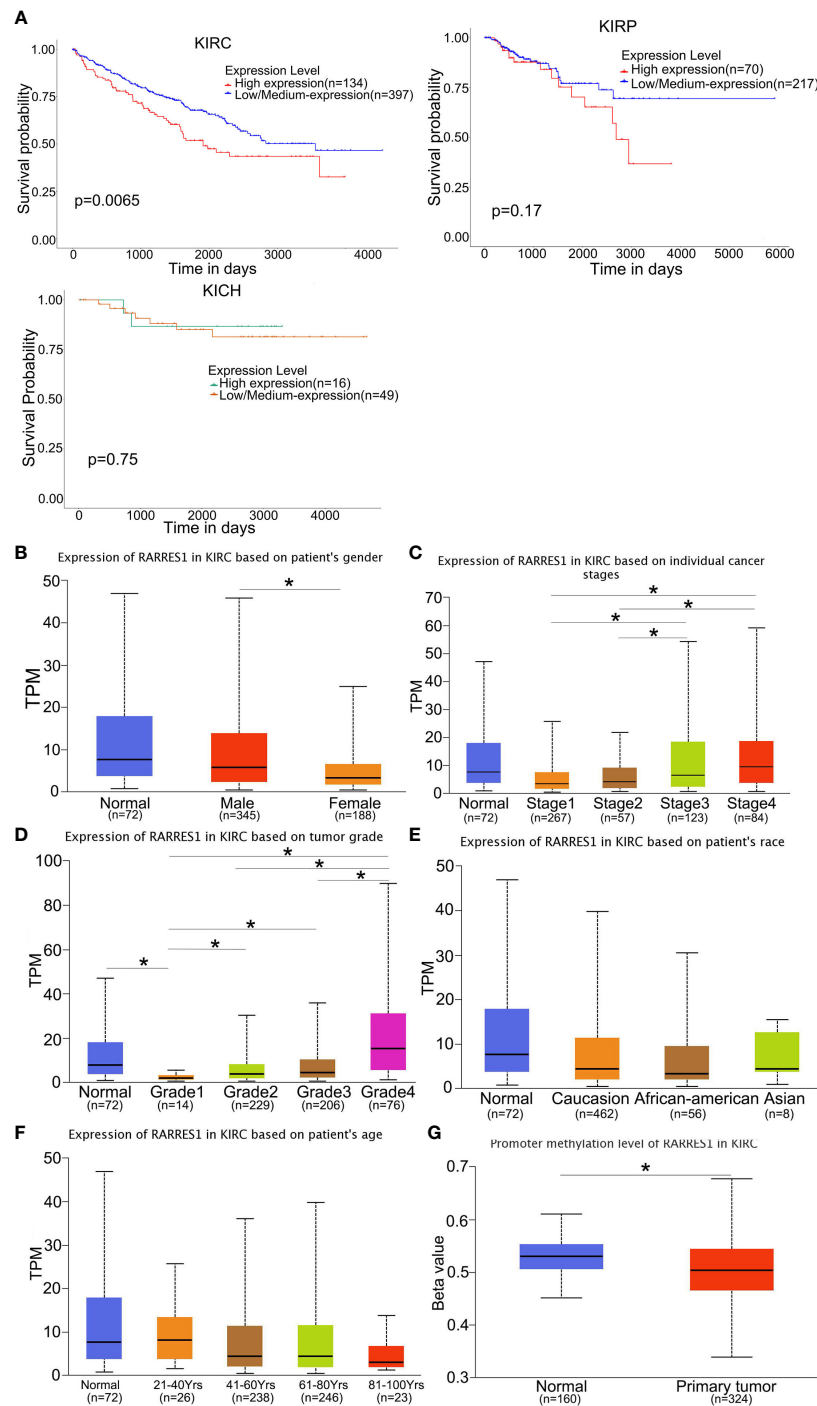 A
KIRC
Survival probability
1.00
0.75
0.50
0.25
0.00
Expression Level
High expression(n=134)
Low/Medium-expression(n=397)
p=0.0065
0 1000 2000 3000 4000
Time in days
KIRP
Survival probability
1.00
0.75
0.50
0.25
0.00
Expression Level
High expression(n=70)
Low/Medium-expression(n=217)
p=0.17
0 1000 2000 3000 4000 5000 6000
Time in days
KICH
Survival Probability
1.00
0.75
0.50
0.25
0.00
Expression Level
High expression(n=16)
Low/Medium-expression(n=49)
p=0.75
0 1000 2000 3000 4000
Time in days
B
Expression of RARRES1 in KIRC based on patient's gender
TPM
50
40
30
20
10
0
*
Normal Male Female
(n=72) (n=345) (n=188)
C
Expression of RARRES1 in KIRC based on individual cancer
stages
TPM
70
60
50
40
30
20
10
0
*
*
*
*
Normal Stage1 Stage2 Stage3 Stage4
(n=72) (n=267) (n=57) (n=123) (n=84)
D
Expression of RARRES1 in KIRC based on tumor grade
TPM
100
80
60
40
20
0
*
*
*
*
*
*
Normal Grade1 Grade2 Grade3 Grade4
(n=72) (n=14) (n=229) (n=206) (n=76)
E
Expression of RARRES1 in KIRC based on patient's race
TPM
50
40
30
20
10
0
Normal Caucasion African-american Asian
(n=72) (n=462) (n=56) (n=8)
F
Expression of RARRES1 in KIRC based on patient's age
TPM
50
40
30
20
10
0
Normal 21-40Yrs 41-60Yrs 61-80Yrs 81-100Yrs
(n=72) (n=26) (n=238) (n=246) (n=23)
G
Promoter methylation level of RARRES1 in KIRC
Beta value
0.7
0.6
0.5
0.4
0.3
*
Normal Primary tumor
(n=160) (n=324)